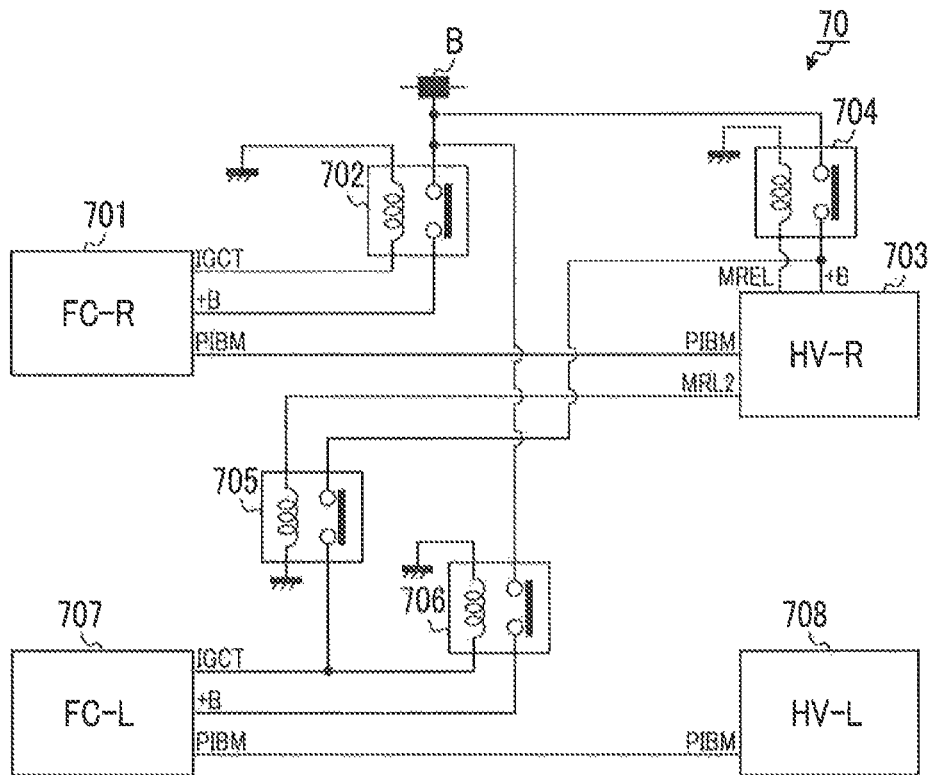 B
70
704
702
701
IGCT
+B
PIBM
FC-R
MREL
+B
703
PIBM
MRL2
HV-R
705
706
707
708
IGCT
+B
PIBM
FC-L
PIBM
HV-L